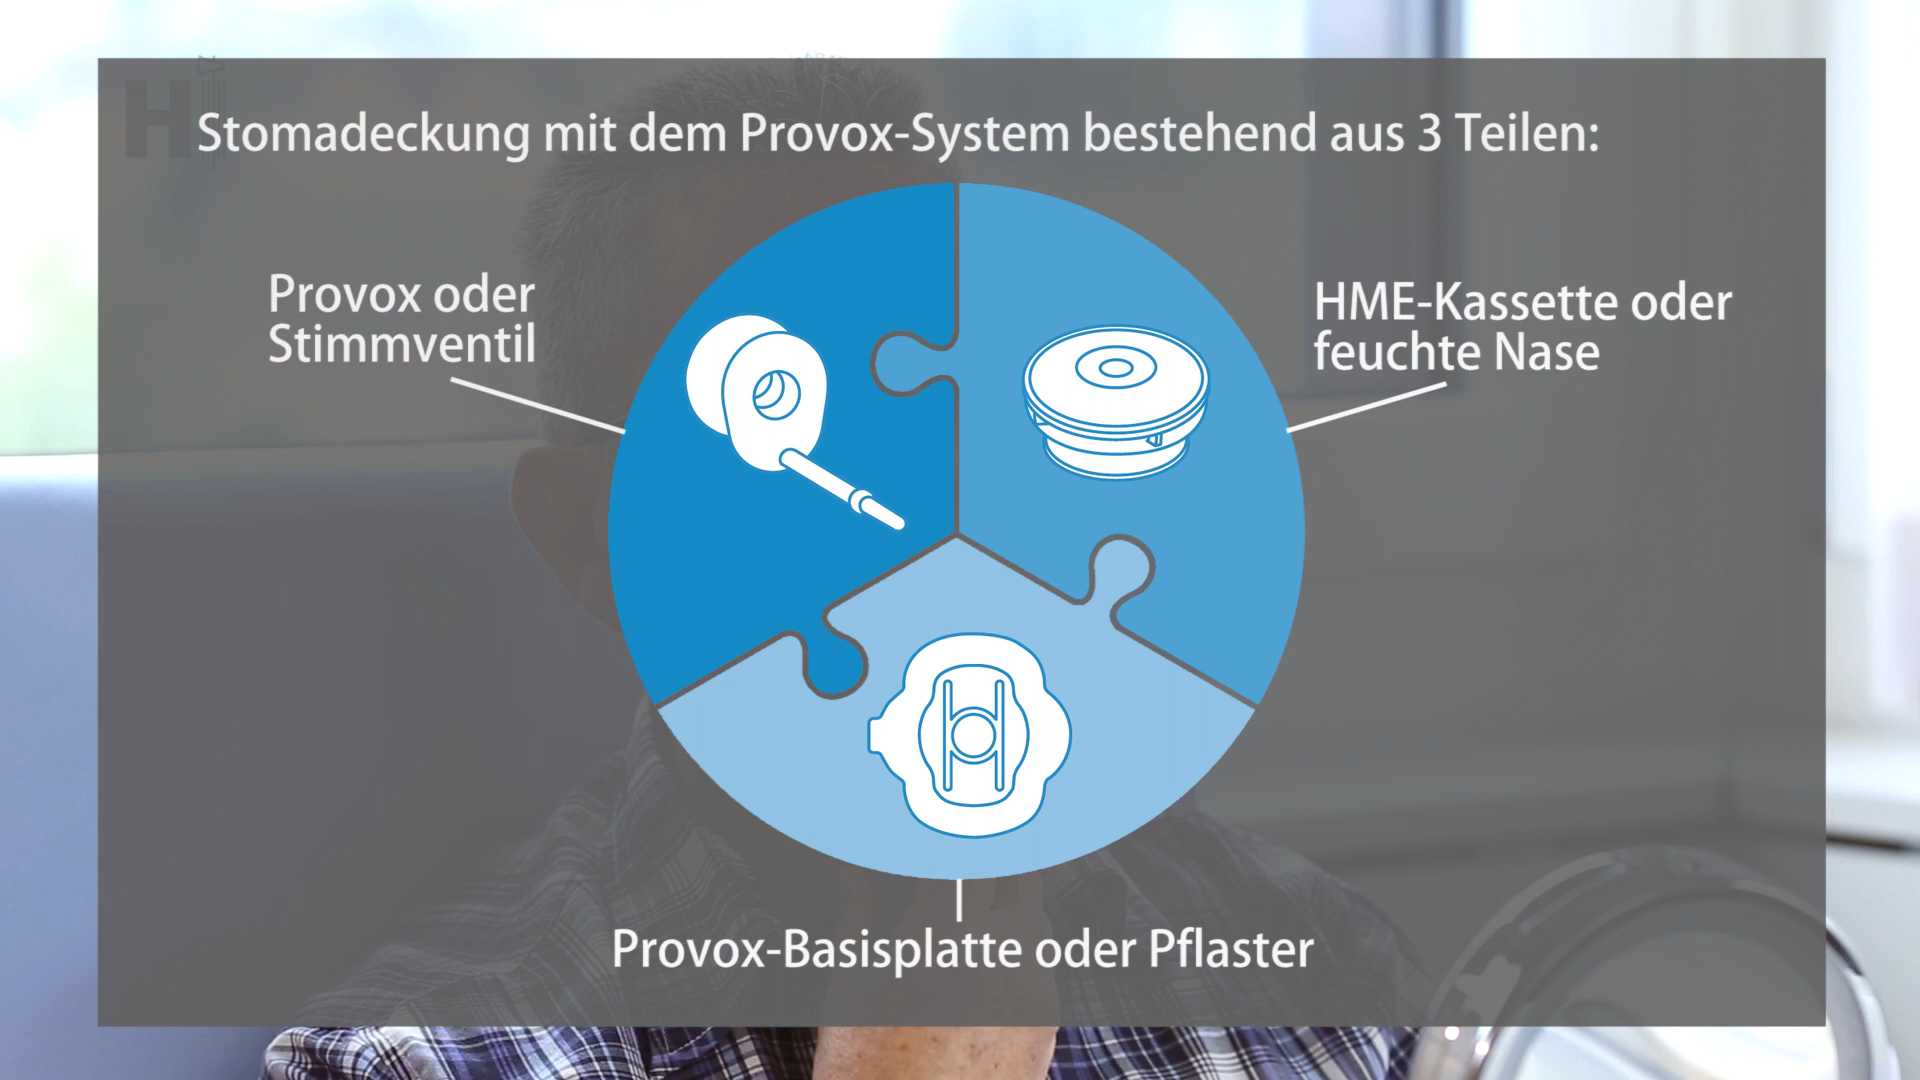 Stomadeckung mit dem Provox-System bestehend aus 3 Teilen:
Provox oder
Stimmventil
HME-Kassette oder
feuchte Nase
Provox-Basisplatte oder Pflaster